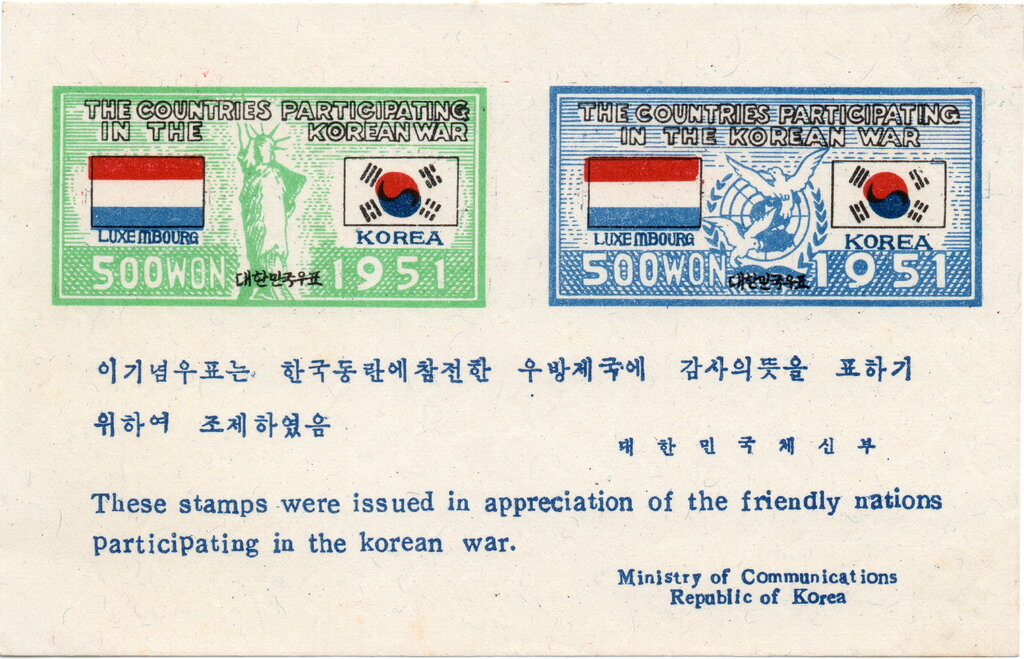 THE COUNTRIES PARTICIPATING
IN THE KOREAN WAR
LUXEMBOURG
KOREA
500WON
대한민국우표
1951
THE COUNTRIES PARTICIPATING
IN THE KOREAN WAR
LUXEMBOURG
KOREA
500WON
대한민국우표
1951
이기념우표는 한국동란에참전한 우방제국에 감사의뜻을 표하기
위하여 조제하였음
대한민국체신부
These stamps were issued in appreciation of the friendly nations
participating in the korean war.
Ministry of Communications
Republic of Korea